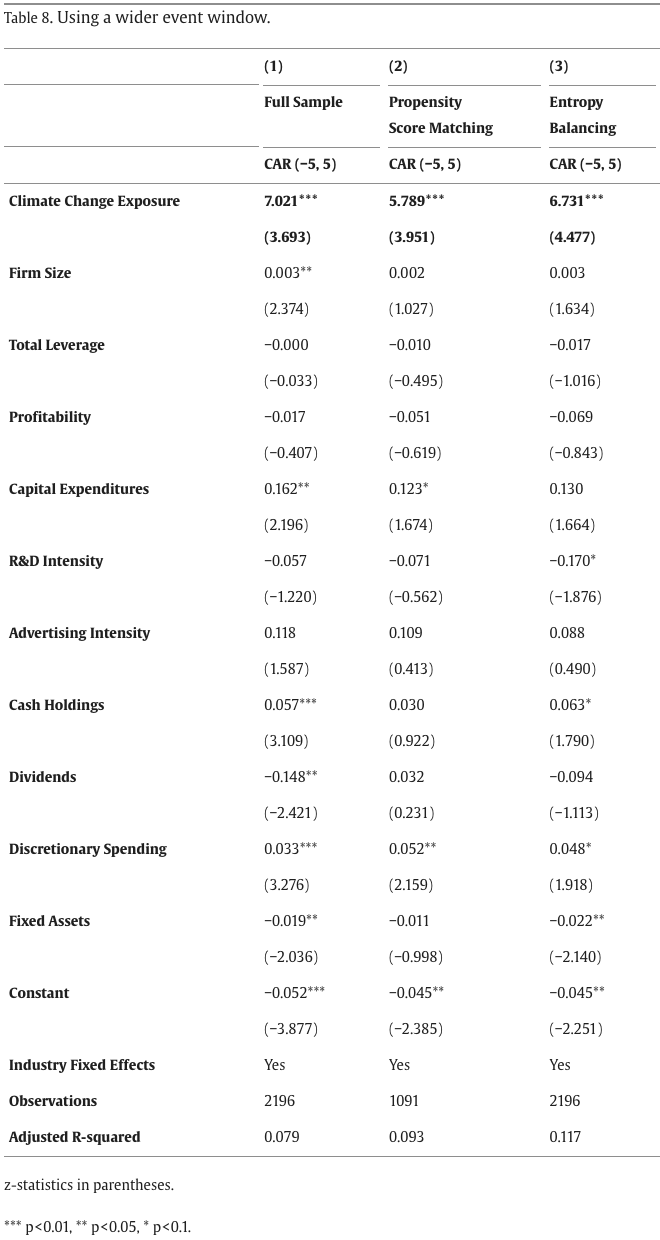 Table 8. Using a wider event window.
(1) (2) (3)
Full Sample Propensity Score Matching Entropy Balancing
CAR (−5, 5) CAR (−5, 5) CAR (−5, 5)
Climate Change Exposure 7.021*** 5.789*** 6.731***
(3.693) (3.951) (4.477)
Firm Size 0.003** 0.002 0.003
(2.374) (1.027) (1.634)
Total Leverage −0.000 −0.010 −0.017
(−0.033) (−0.495) (−1.016)
Profitability −0.017 −0.051 −0.069
(−0.407) (−0.619) (−0.843)
Capital Expenditures 0.162** 0.123* 0.130
(2.196) (1.674) (1.664)
R&D Intensity −0.057 −0.071 −0.170*
(−1.220) (−0.562) (−1.876)
Advertising Intensity 0.118 0.109 0.088
(1.587) (0.413) (0.490)
Cash Holdings 0.057*** 0.030 0.063*
(3.109) (0.922) (1.790)
Dividends −0.148** 0.032 −0.094
(−2.421) (0.231) (−1.113)
Discretionary Spending 0.033*** 0.052** 0.048*
(3.276) (2.159) (1.918)
Fixed Assets −0.019** −0.011 −0.022**
(−2.036) (−0.998) (−2.140)
Constant −0.052*** −0.045** −0.045**
(−3.877) (−2.385) (−2.251)
Industry Fixed Effects Yes Yes Yes
Observations 2196 1091 2196
Adjusted R-squared 0.079 0.093 0.117
z-statistics in parentheses.
*** p<0.01, ** p<0.05, * p<0.1.